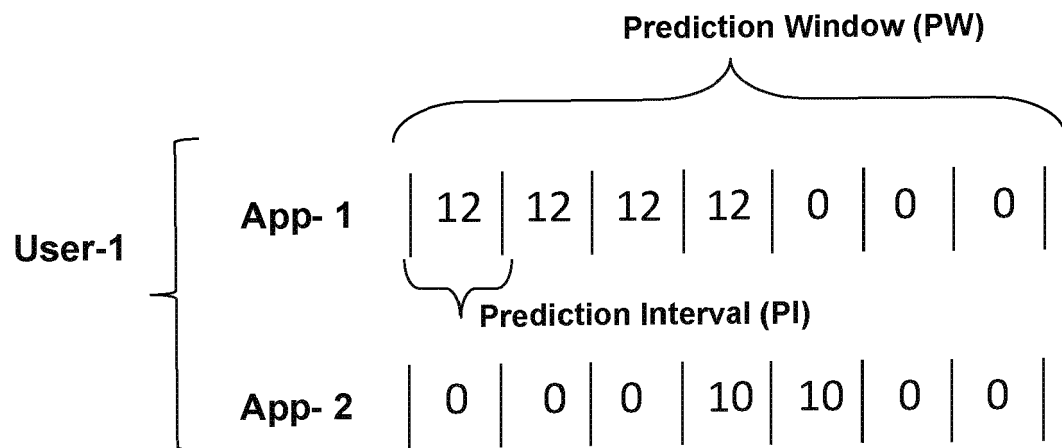 Prediction Window (PW)
User-1
App- 1 12 12 12 12 0 0 0
Prediction Interval (PI)
App- 2 0 0 0 10 10 0 0